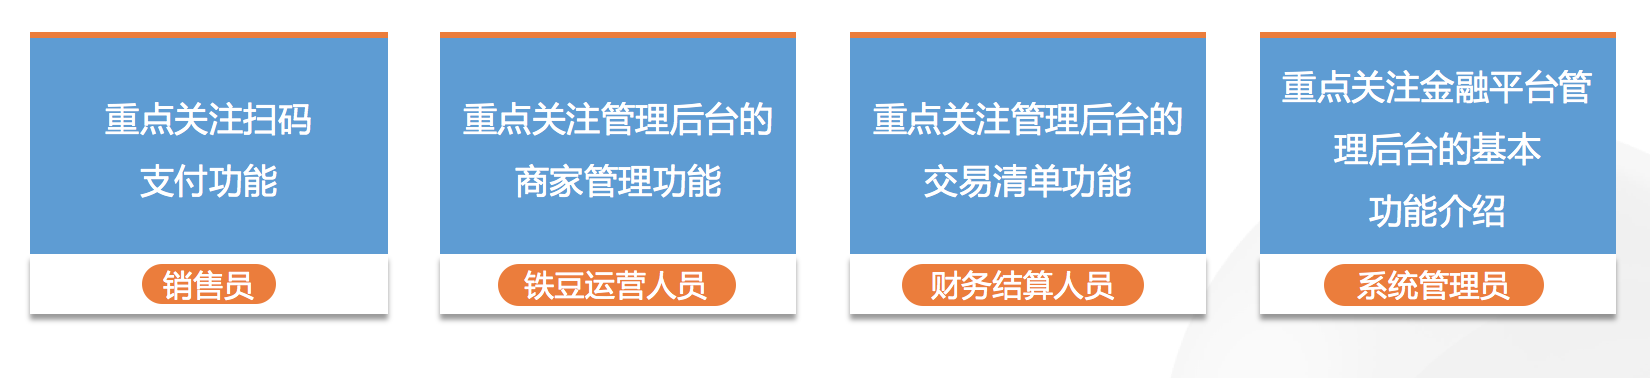 重点关注扫码
支付功能
销售员
重点关注管理后台的
商家管理功能
铁豆运营人员
重点关注管理后台的
交易清单功能
财务结算人员
重点关注金融平台管
理后台的基本
功能介绍
系统管理员